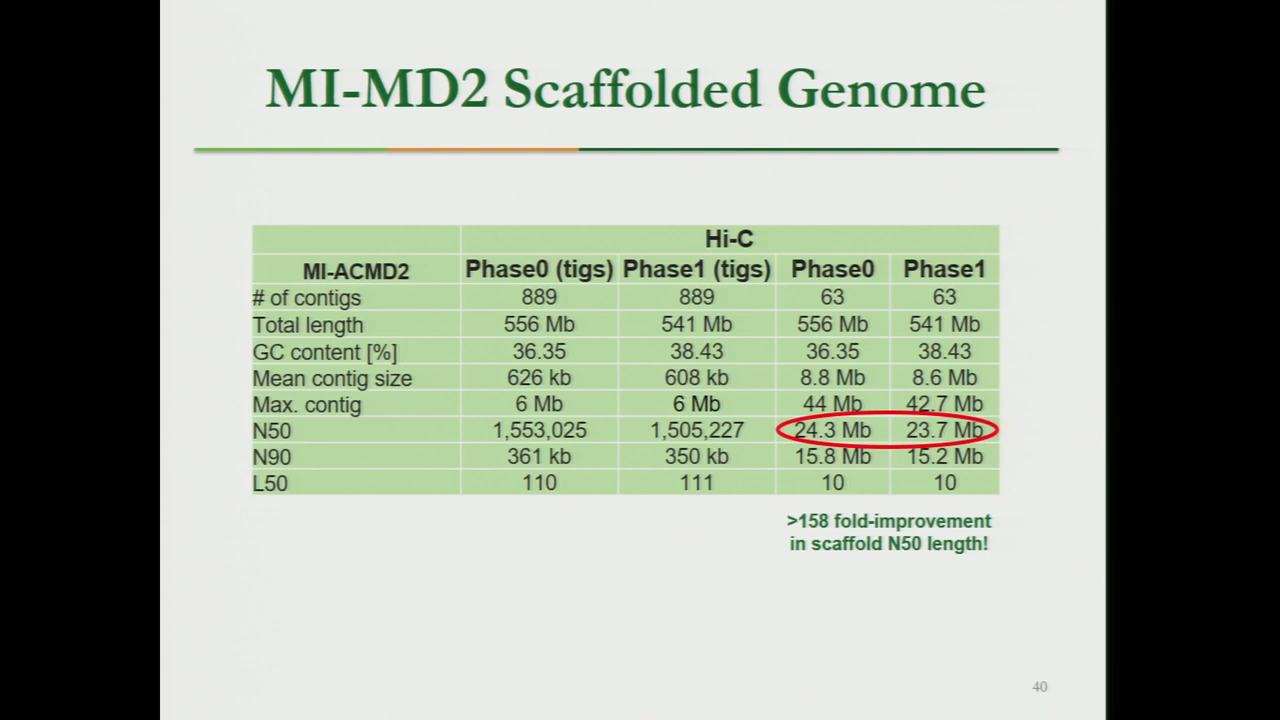 MI-MD2 Scaffolded Genome
Hi-C
MI-ACMD2 Phase0 (tigs) Phase1 (tigs) Phase0 Phase1
# of contigs 889 889 63 63
Total length 556 Mb 541 Mb 556 Mb 541 Mb
GC content [%] 36.35 38.43 36.35 38.43
Mean contig size 626 kb 608 kb 8.8 Mb 8.6 Mb
Max. contig 6 Mb 6 Mb 44 Mb 42.7 Mb
N50 1,553,025 1,505,227 24.3 Mb 23.7 Mb
N90 361 kb 350 kb 15.8 Mb 15.2 Mb
L50 110 111 10 10
>158 fold-improvement
in scaffold N50 length!
40